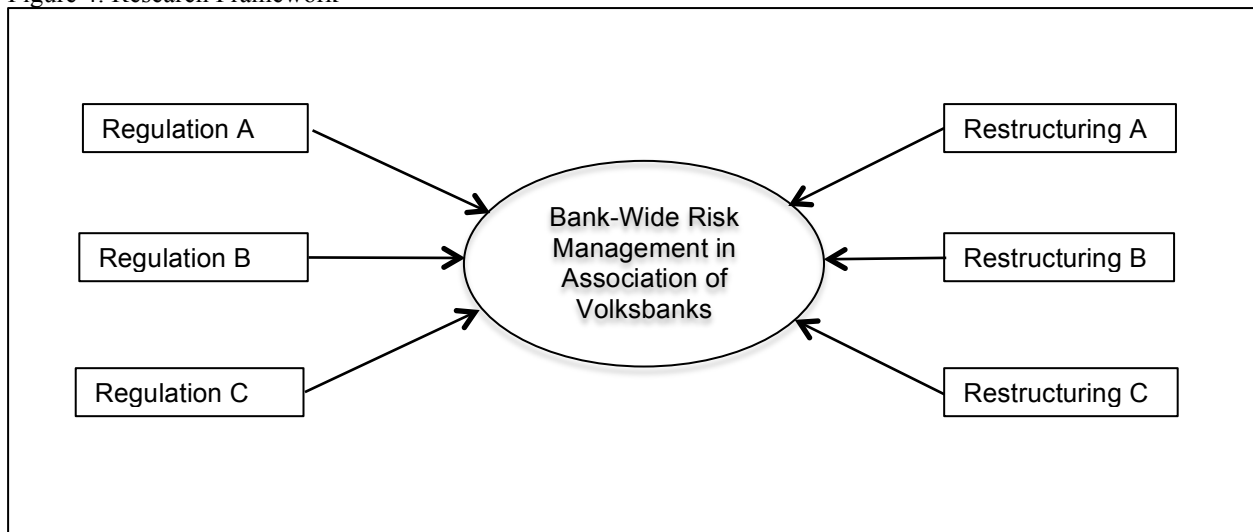 Figure 4: Research Framework
Regulation A
Regulation B
Regulation C
Bank-Wide Risk
Management in
Association of
Volksbanks
Restructuring A
Restructuring B
Restructuring C